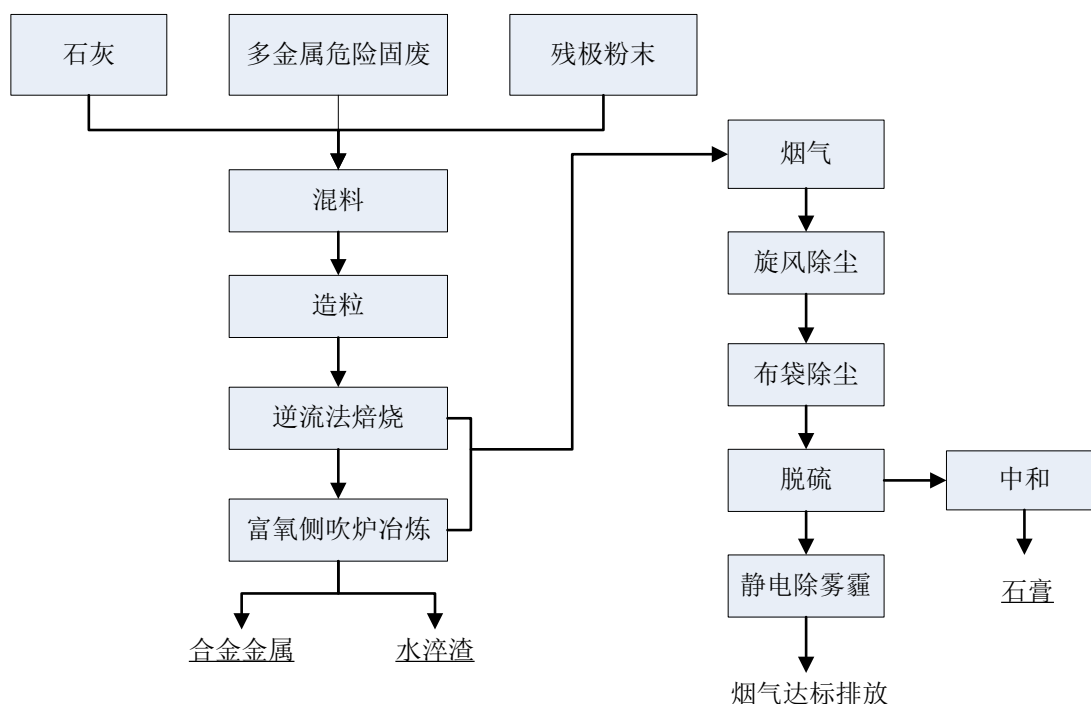 石灰
多金属危险固废
残极粉末
混料
造粒
逆流法焙烧
富氧侧吹炉冶炼
合金金属
水淬渣
烟气
旋风除尘
布袋除尘
脱硫
中和
静电除雾霾
石膏
烟气达标排放